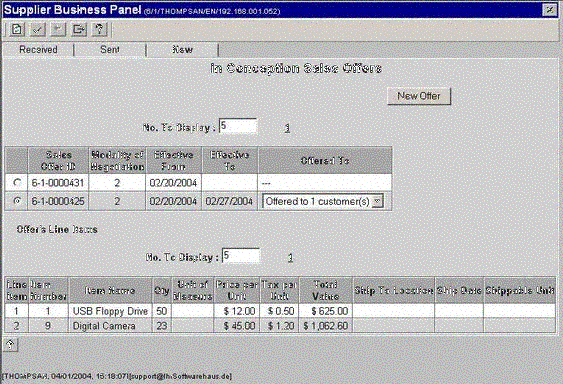 Supplier Business Panel (6/1/THOMPSAN/EN/192.168.001.052)
Received Sent New
In Conception Sales Offers
New Offer
No. To Display : 5 1
Sales Offer ID Modality of Negotiation Effective From Effective To Offered To
6-1-0000431 2 02/20/2004 ---
6-1-0000425 2 02/20/2004 02/27/2004 Offered to 1 customer(s)
Offer's Line Items
No. To Display : 5 1
Line Item Item Number Item Name Qty Unit of Measure Price per Unit Tax per Unit Total Value Ship To Location Ship Date Shippable Unit
1 1 USB Floppy Drive 50 $ 12.00 $ 0.50 $ 625.00
2 9 Digital Camera 23 $ 45.00 $ 1.20 $ 1,062.60
[THOMPSAN, 04/01/2004, 15:18:07][support@lh-Softwarehaus.de]